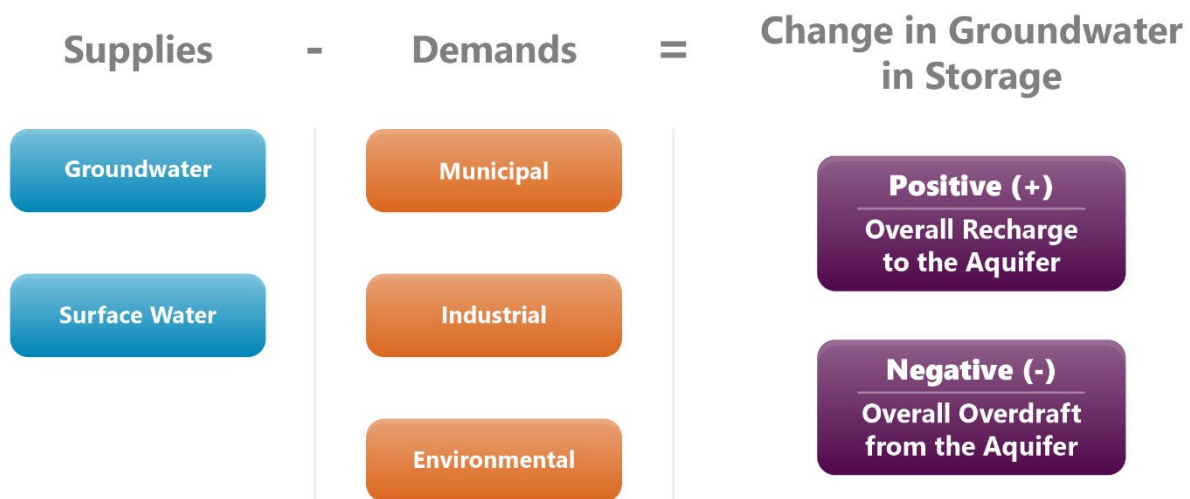 Supplies - Demands = Change in Groundwater
in Storage
Groundwater
Surface Water
Municipal
Industrial
Environmental
Positive (+)
Overall Recharge
to the Aquifer
Negative (-)
Overall Overdraft
from the Aquifer